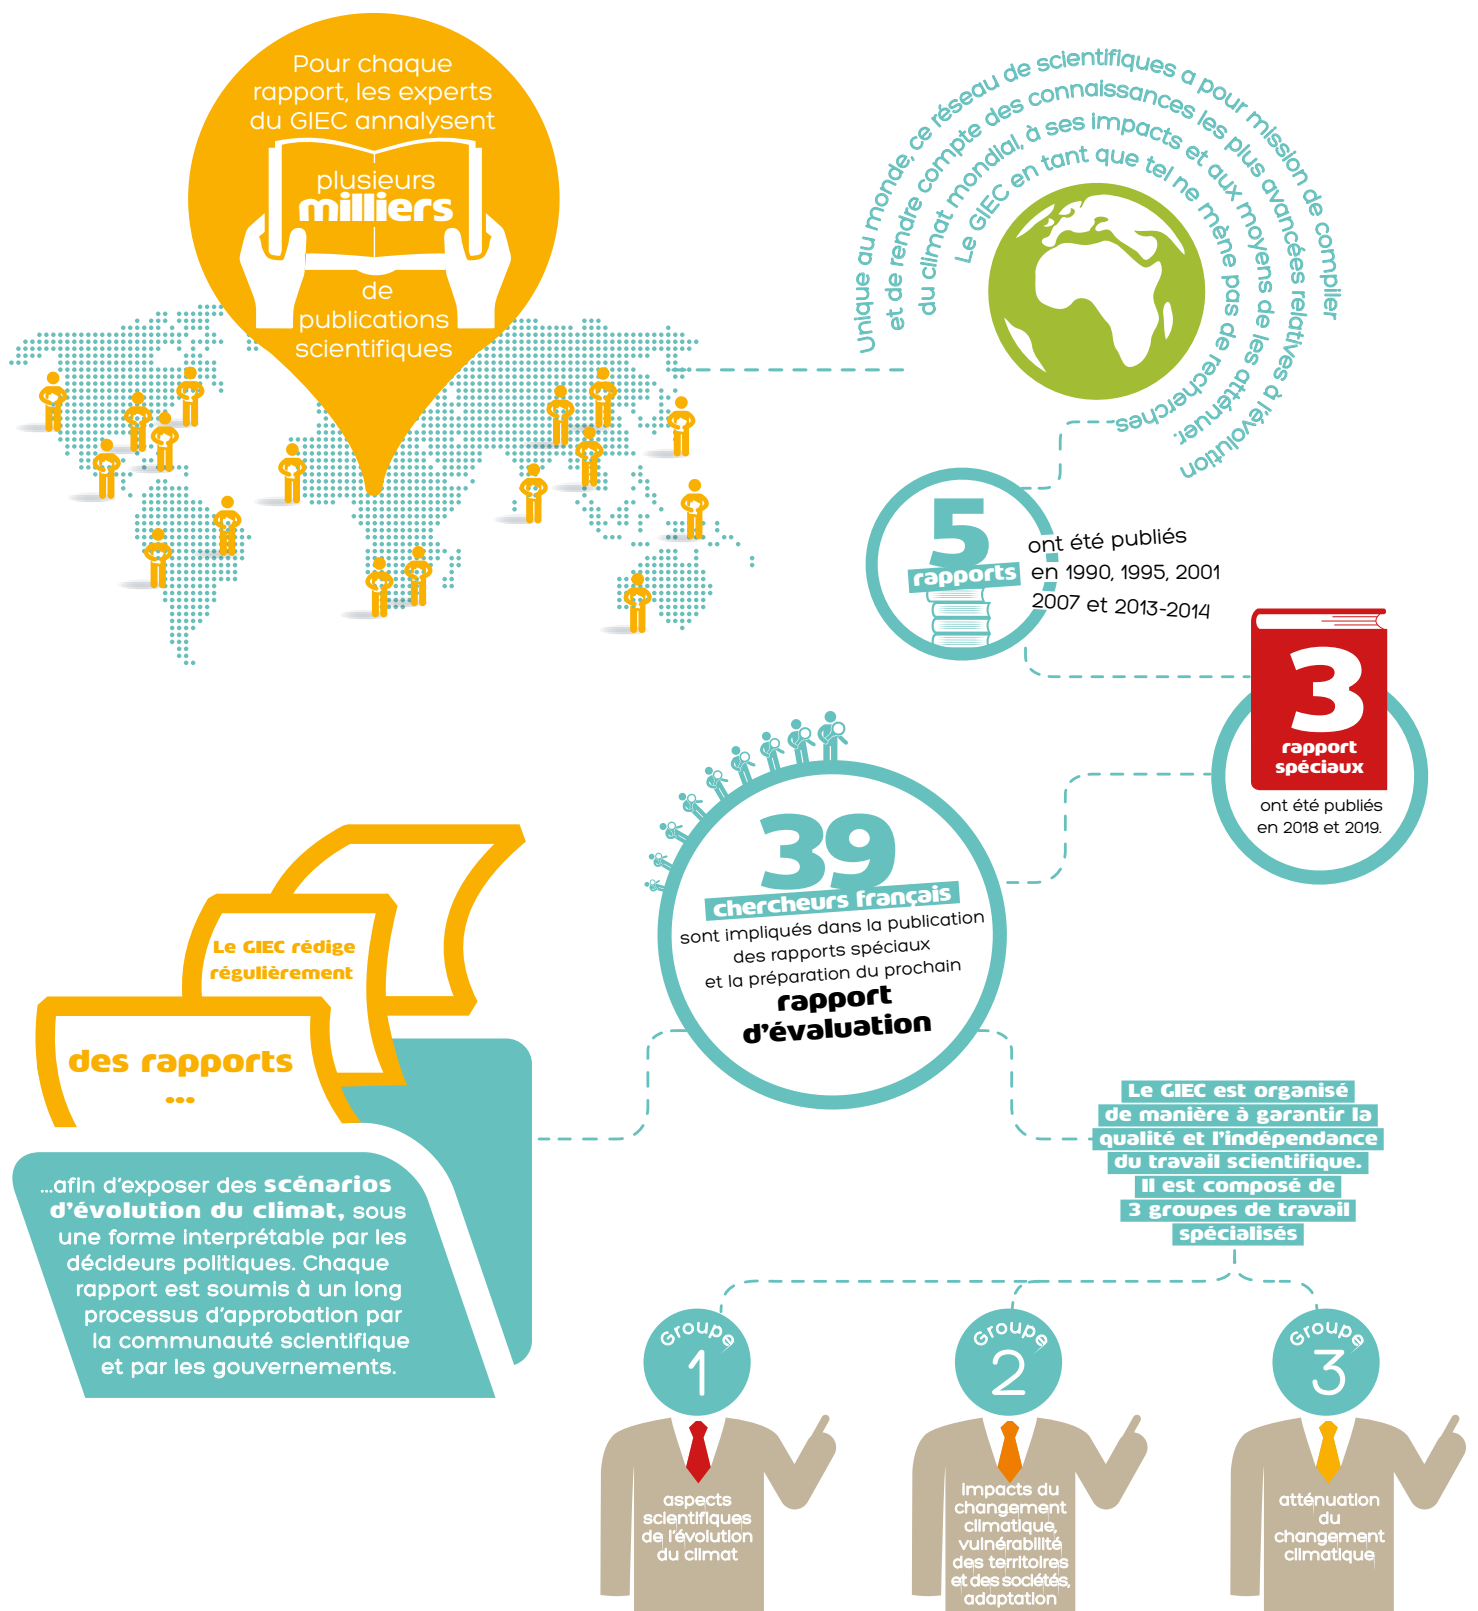 Pour chaque
rapport, les experts
du GIEC annalysent
plusieurs
milliers
de
publications
scientifiques
Unique au monde, ce réseau de scientifiques a pour mission de compiler
et de rendre compte des connaissances les plus avancées relatives à l'évolution
du climat mondial, à ses impacts et aux moyens de les atténuer.
Le GIEC en tant que tel ne mène pas de recherches
5
rapports
ont été publiés
en 1990, 1995, 2001
2007 et 2013-2014
3
rapport
spéciaux
ont été publiés
en 2018 et 2019.
39
chercheurs français
sont impliqués dans la publication
des rapports spéciaux
et la préparation du prochain
rapport
d'évaluation
Le GIEC rédige
régulièrement
des rapports
...
...afin d'exposer des scénarios
d'évolution du climat, sous
une forme interprétable par les
décideurs politiques. Chaque
rapport est soumis à un long
processus d'approbation par
la communauté scientifique
et par les gouvernements.
Le GIEC est organisé
de manière à garantir la
qualité et l'indépendance
du travail scientifique.
Il est composé de
3 groupes de travail
spécialisés
Groupe
1
aspects
scientifiques
de l'évolution
du climat
Groupe
2
impacts du
changement
climatique,
vulnérabilité
des territoires
et des sociétés,
adaptation
Groupe
3
atténuation
du
changement
climatique